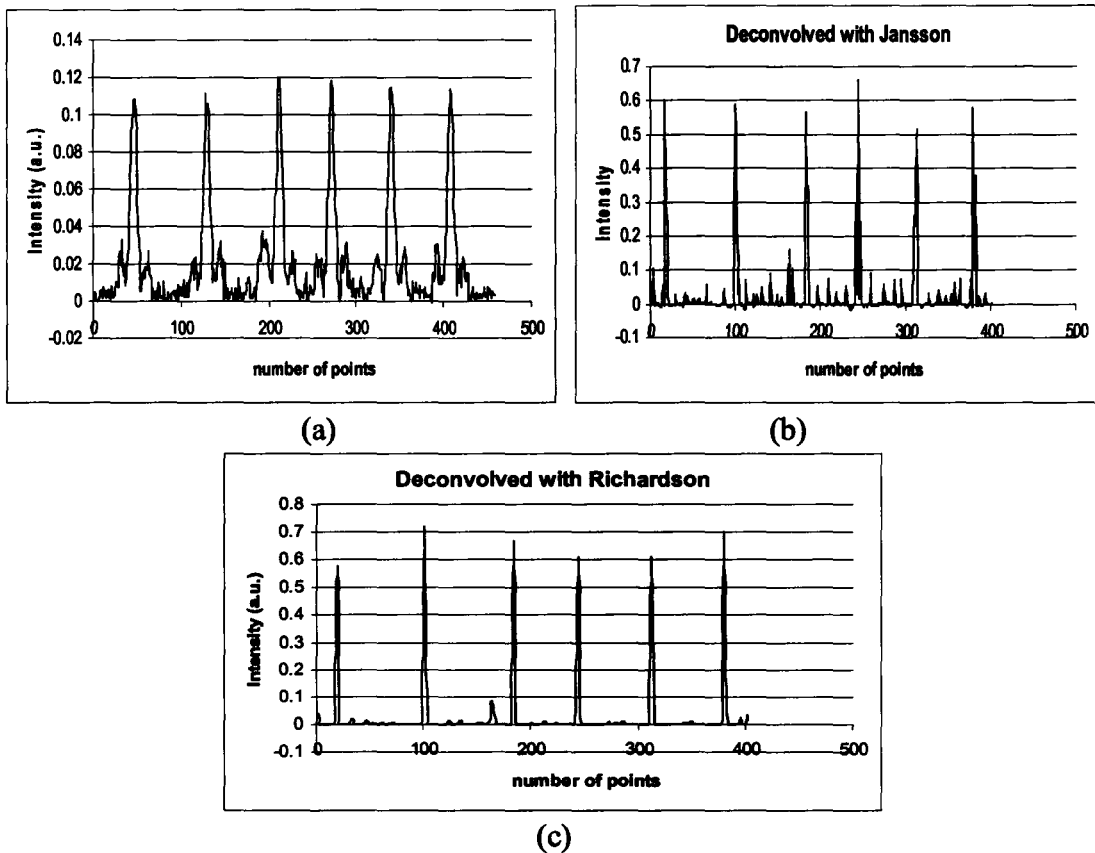 0.14
0.12
0.1
0.08
0.06
0.04
0.02
0
-0.02
Intensity (a.u.)
0 100 200 300 400 500
number of points
(a)
Deconvolved with Jansson
0.7
0.6
0.5
0.4
0.3
0.2
0.1
0
-0.1
Intensity
0 100 200 300 400 500
number of points
(b)
Deconvolved with Richardson
0.8
0.7
0.6
0.5
0.4
0.3
0.2
0.1
0
-0.1
Intensity (a.u.)
0 100 200 300 400 500
number of points
(c)